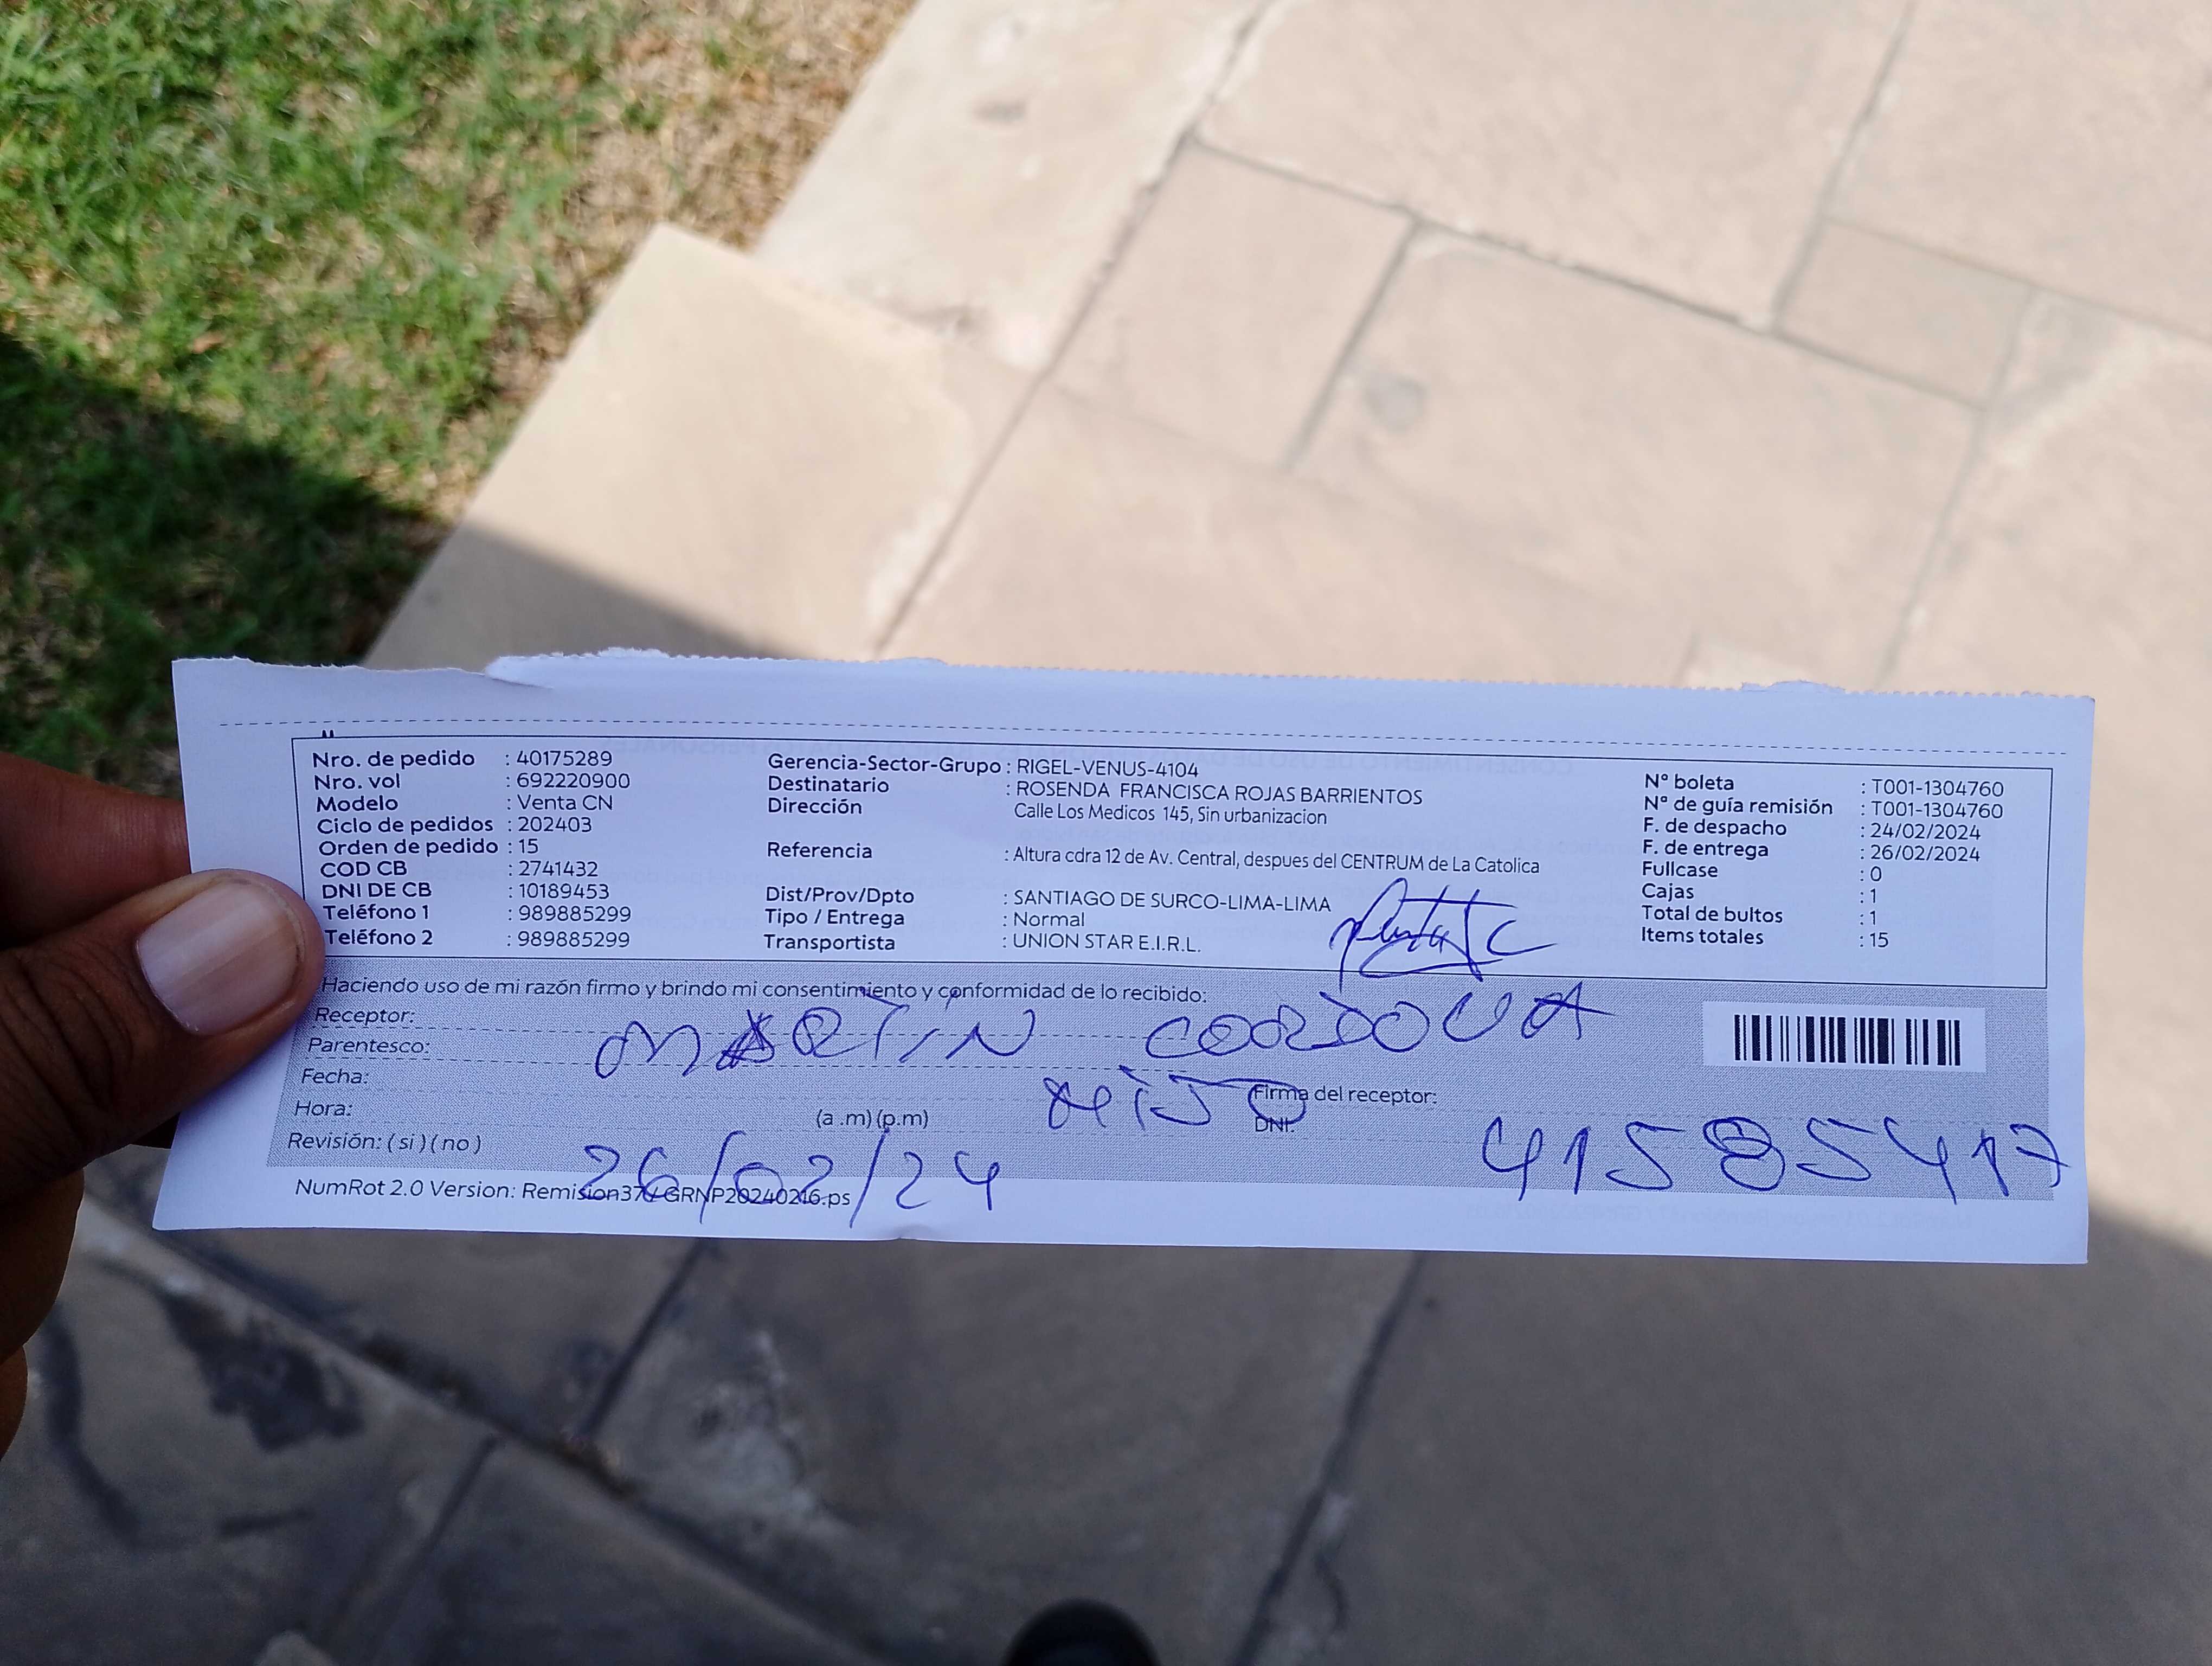 Nro. de pedido : 40175289
Nro. vol : 692220900
Modelo : Venta CN
Ciclo de pedidos : 202403
Orden de pedido : 15
COD CB : 2741432
DNI DE CB : 10189453
Teléfono 1 : 989885299
Teléfono 2 : 989885299
Gerencia-Sector-Grupo : RIGEL-VENUS-4104
Destinatario : ROSENDA FRANCISCA ROJAS BARRIENTOS
Dirección Calle Los Medicos 145, Sin urbanizacion
Referencia : Altura cdra 12 de Av. Central, despues del CENTRUM de La Catolica
Dist/Prov/Dpto : SANTIAGO DE SURCO-LIMA-LIMA
Tipo / Entrega : Normal
Transportista : UNION STAR E.I.R.L.
N° boleta : T001-1304760
N° de guía remisión : T001-1304760
F. de despacho : 24/02/2024
F. de entrega : 26/02/2024
Fullcase : 0
Cajas : 1
Total de bultos : 1
Items totales : 15
Haciendo uso de mi razón firmo y brindo mi consentimiento y conformidad de lo recibido:
Receptor: MARTIN CORDOVA
Parentesco: HIJO
Fecha: 26/02/24
Hora: (a .m) (p.m)
Firma del receptor:
DNI: 41585417
Revisión: ( si ) ( no )
NumRot 2.0 Version: Remision37 GRNP20240216.ps